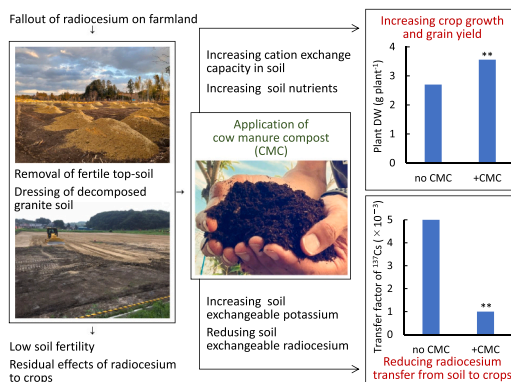 Fallout of radiocesium on farmland
↓
Removal of fertile top-soil
Dressing of decomposed
granite soil
↓
Low soil fertility
Residual effects of radiocesium
to crops
→
Increasing cation exchange
capacity in soil
Increasing soil nutrients
Application of
cow manure compost
(CMC)
Increasing soil
exchangeable potassium
Redusing soil
exchangeable radiocesium
Increasing crop growth
and grain yield
Plant DW (g plant⁻¹)
4
3
2
1
0
**
no CMC +CMC
Transfer factor of ¹³⁷Cs (×10⁻³)
5
4
3
2
1
0
**
no CMC +CMC
Reducing radiocesium
transfer from soil to crops